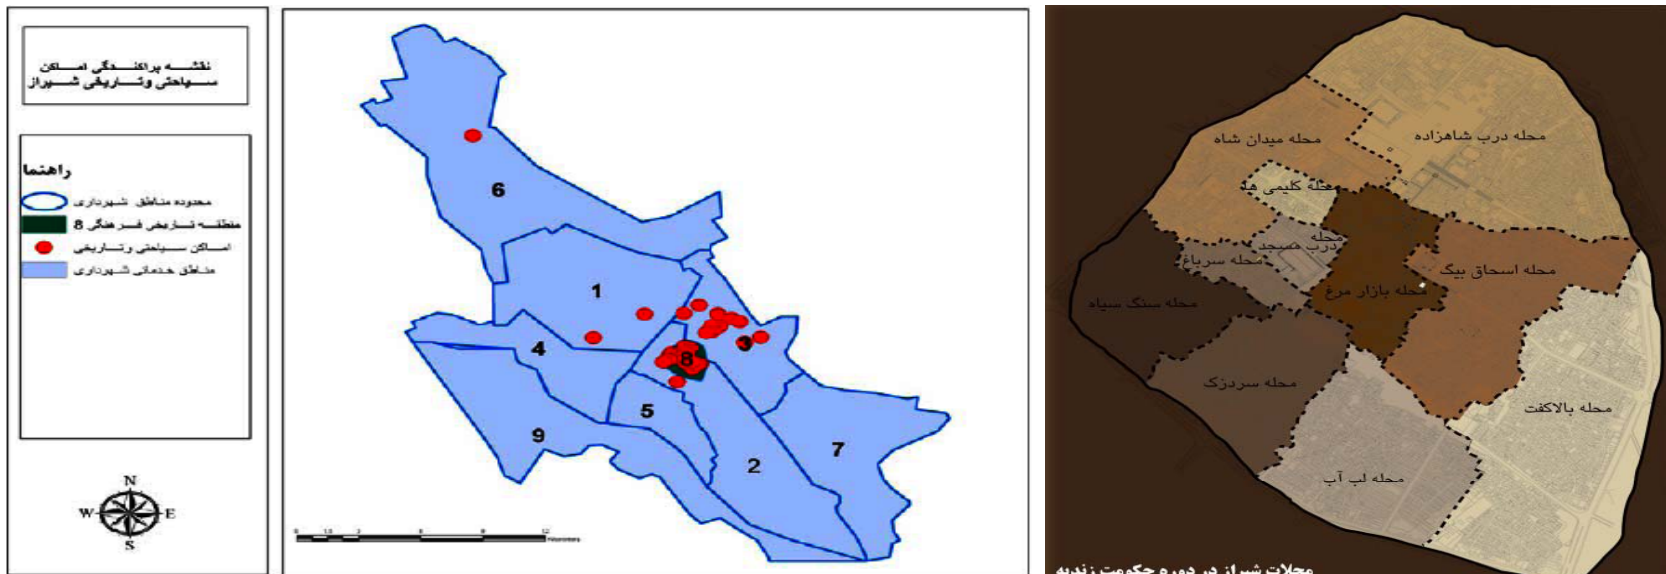 نقشه پراکندگی اماکن
سیاحتی وتاریخی شیراز
راهنما
محدوده مناطق شهرداری
منطقه تاریخی فرهنگی 8
اماکن سیاحتی وتاریخی
مناطق خدماتی شهرداری
N
W E
S
6
1
4
3
8
5
9
2
7
Kilometers
محله درب شاهزاده
محله میدان شاه
محله کلیمی ها
محله
درب مسجد
محله سرباغ
محله اسحاق بیگ
محله بازار مرغ
محله سنگ سیاه
محله سردزک
محله بالاکفت
محله لب آب
محلات شیراز در دوره حکومت زندیه